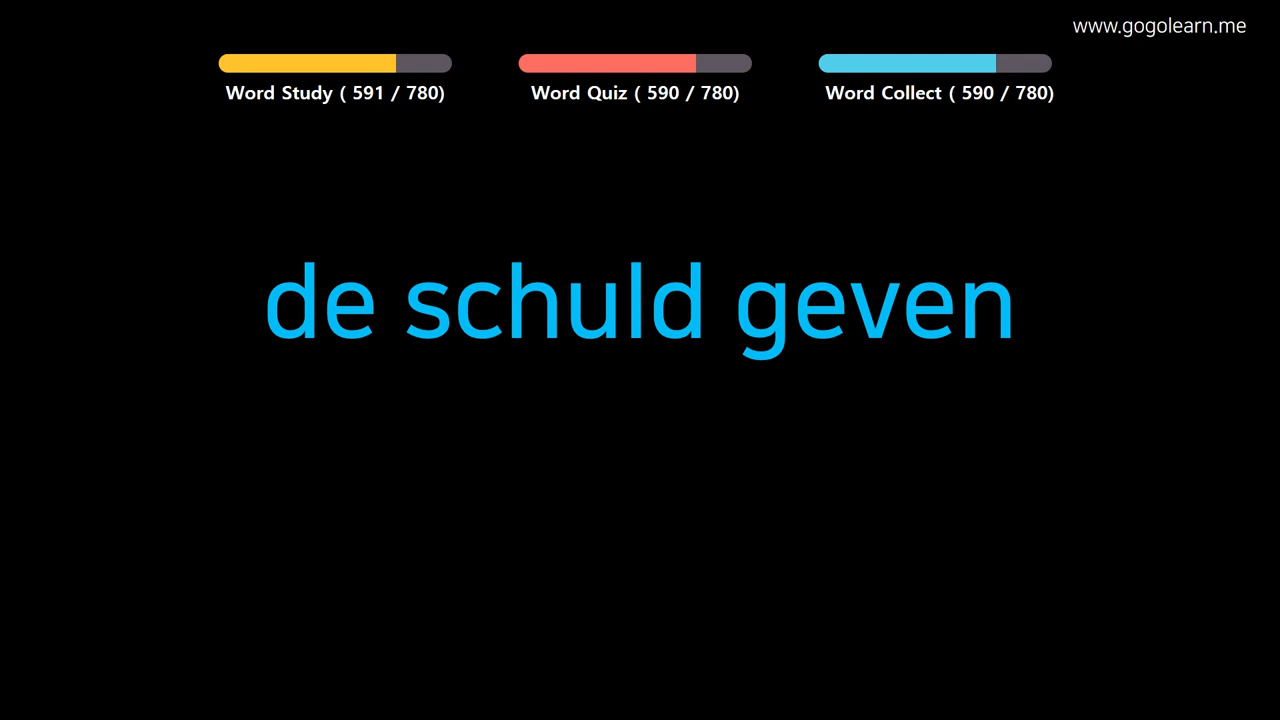 www.gogolearn.me
Word Study ( 591 / 780)
Word Quiz ( 590 / 780)
Word Collect ( 590 / 780)
de schuld geven